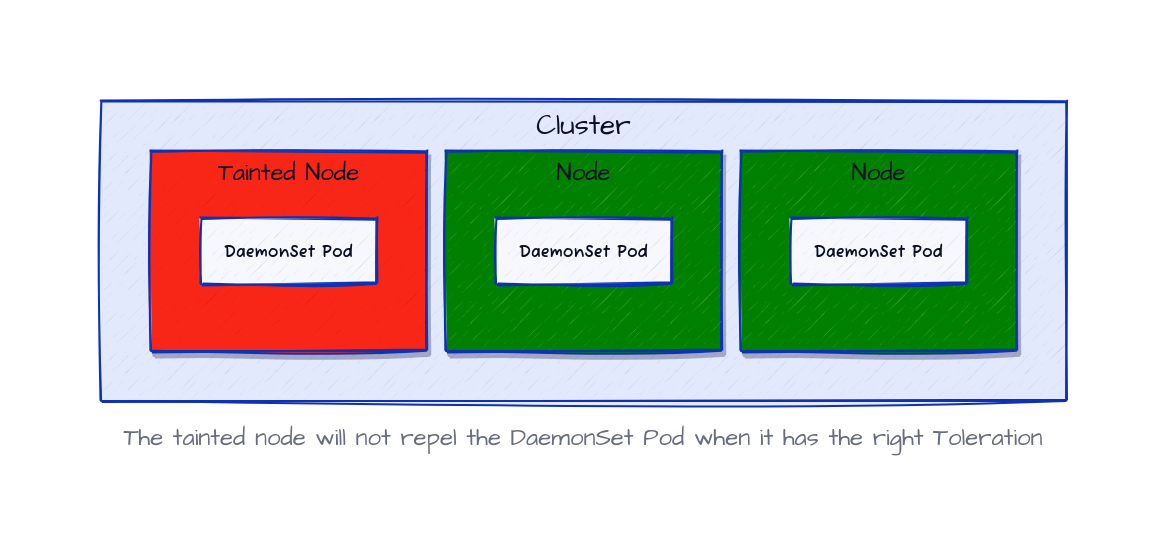 Cluster
Tainted Node
Node
Node
DaemonSet Pod
DaemonSet Pod
DaemonSet Pod
The tainted node will not repel the DaemonSet Pod when it has the right Toleration